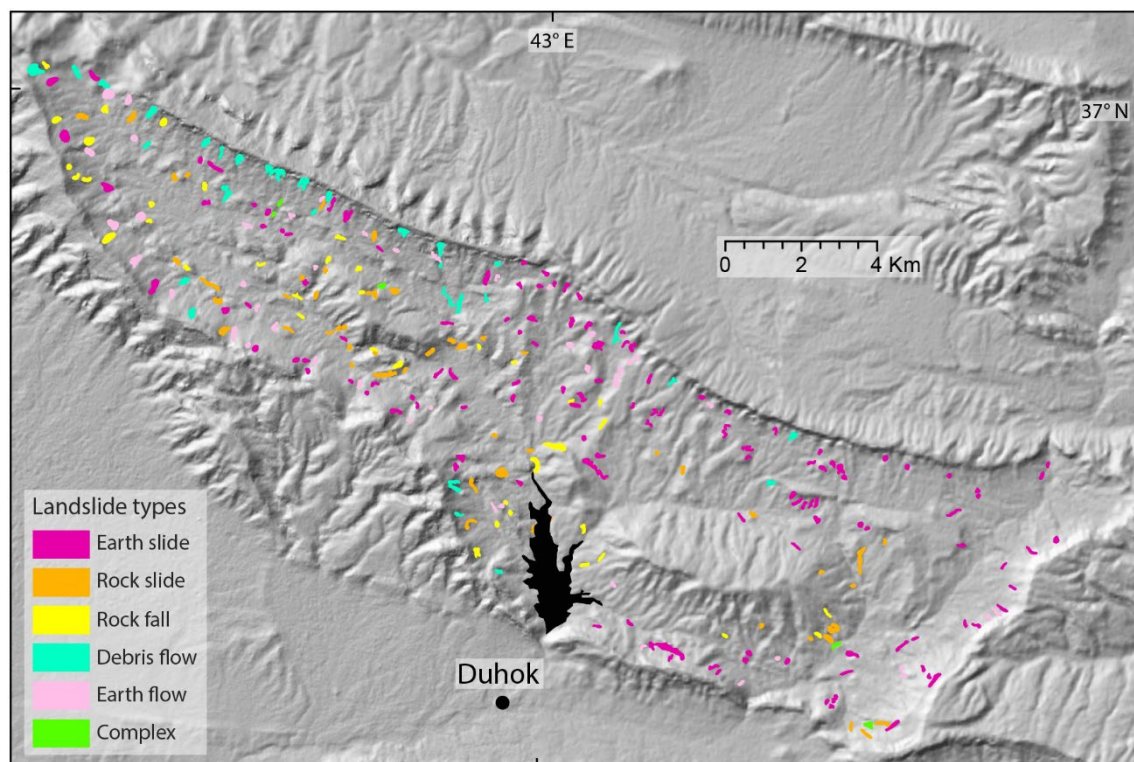 43° E
37° N
0 2 4 Km
Landslide types
Earth slide
Rock slide
Rock fall
Debris flow
Earth flow
Complex
Duhok